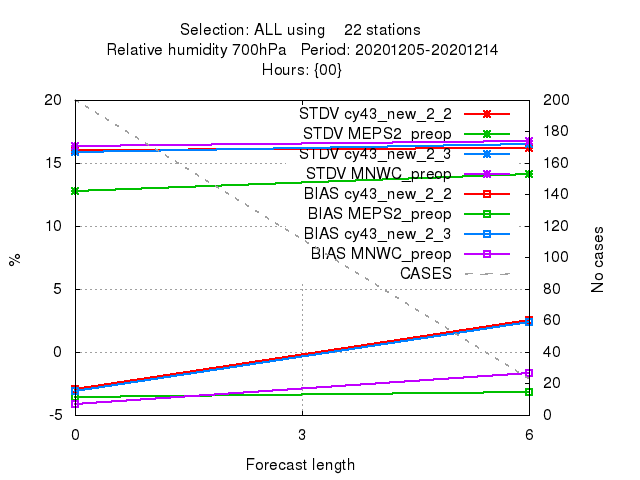 Selection: ALL using    22 stations
Relative humidity 700hPa   Period: 20201205-20201214
Hours: {00}
20
15
10
5
0
-5
%
0
3
6
Forecast length
200
180
160
140
120
100
80
60
40
20
0
No cases
STDV cy43_new_2_2
STDV MEPS2_preop
STDV cy43_new_2_3
STDV MNWC_preop
BIAS cy43_new_2_2
BIAS MEPS2_preop
BIAS cy43_new_2_3
BIAS MNWC_preop
CASES